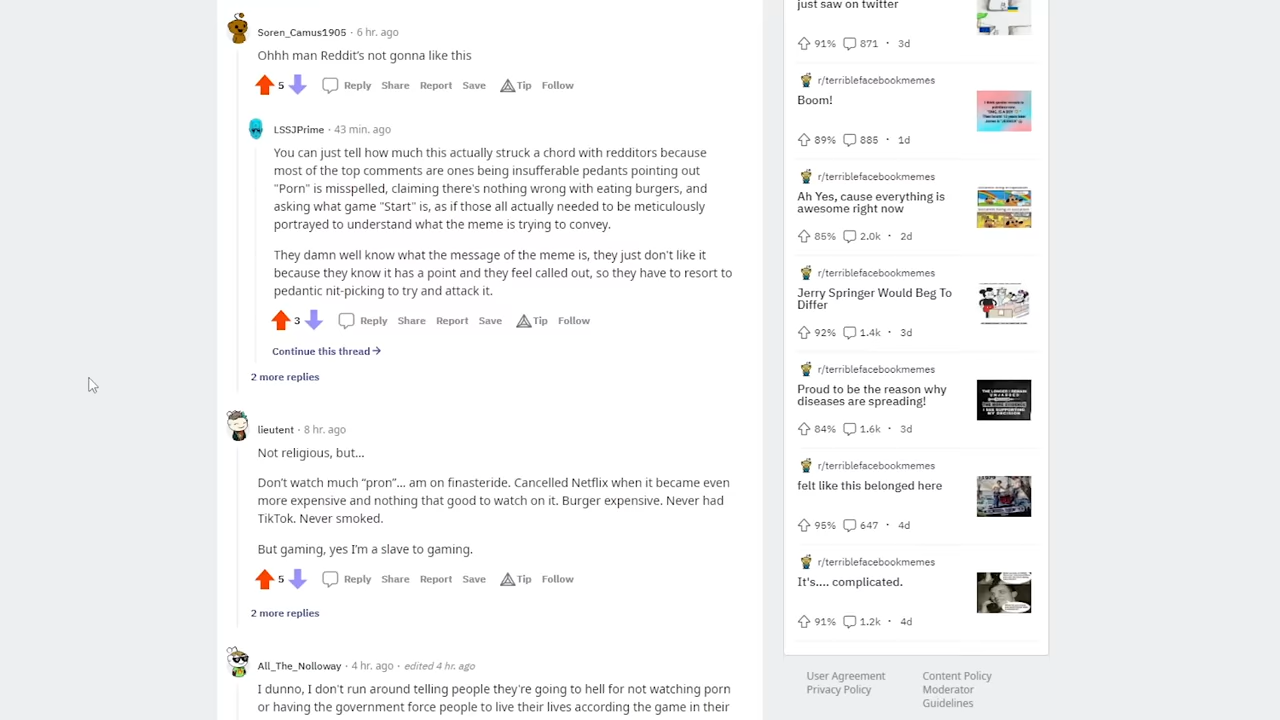 Soren_Camus1905 · 6 hr. ago
Ohhh man Reddit's not gonna like this
5 Reply Share Report Save Tip Follow
LSSJPrime · 43 min. ago
You can just tell how much this actually struck a chord with redditors because
most of the top comments are ones being insufferable pedants pointing out
"Porn" is misspelled, claiming there's nothing wrong with eating burgers, and
asking what game "Start" is, as if those all actually needed to be meticulously
portrayed to understand what the meme is trying to convey.
They damn well know what the message of the meme is, they just don't like it
because they know it has a point and they feel called out, so they have to resort to
pedantic nit-picking to try and attack it.
3 Reply Share Report Save Tip Follow
Continue this thread →
2 more replies
lieutent · 8 hr. ago
Not religious, but...
Don't watch much “pron”... am on finasteride. Cancelled Netflix when it became even
more expensive and nothing that good to watch on it. Burger expensive. Never had
TikTok. Never smoked.
But gaming, yes I'm a slave to gaming.
5 Reply Share Report Save Tip Follow
2 more replies
All_The_Nolloway · 4 hr. ago · edited 4 hr. ago
I dunno, I don't run around telling people they're going to hell for not watching porn
or having the government force people to live their lives according the game in their
just saw on twitter
91% 871 · 3d
r/terriblefacebookmemes
Boom!
89% 885 · 1d
r/terriblefacebookmemes
Ah Yes, cause everything is
awesome right now
85% 2.0k · 2d
r/terriblefacebookmemes
Jerry Springer Would Beg To
Differ
92% 1.4k · 3d
r/terriblefacebookmemes
Proud to be the reason why
diseases are spreading!
84% 1.6k · 3d
r/terriblefacebookmemes
felt like this belonged here
95% 647 · 4d
r/terriblefacebookmemes
It's.... complicated.
91% 1.2k · 4d
User Agreement
Privacy Policy
Content Policy
Moderator
Guidelines